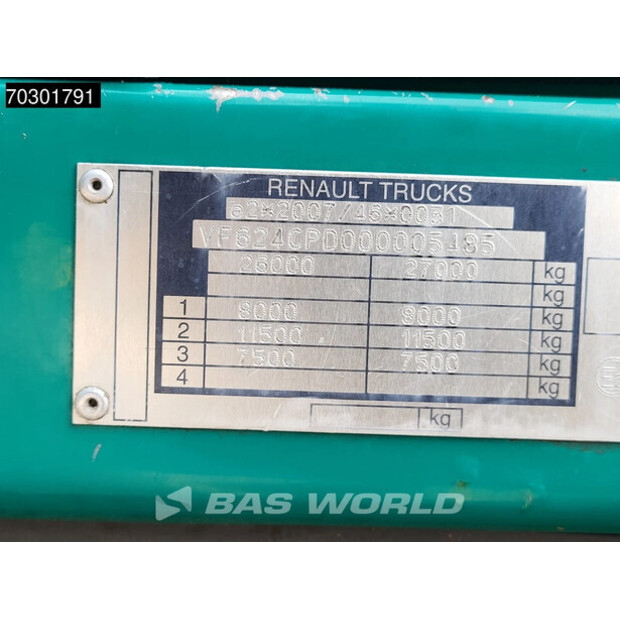 70301791
RENAULT TRUCKS
62*2007/46*0031
VF624CPD000005485
26000 27000 kg
kg
1 8000 8000 kg
2 11500 11500 kg
3 7500 7500 kg
4 kg
kg
BAS WORLD